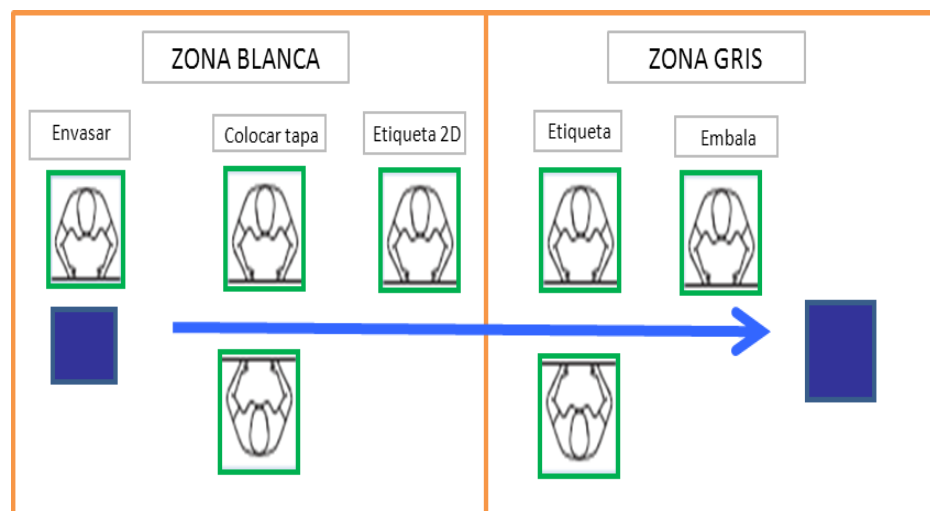 ZONA BLANCA
ZONA GRIS
Envasar
Colocar tapa
Etiqueta 2D
Etiqueta
Embala